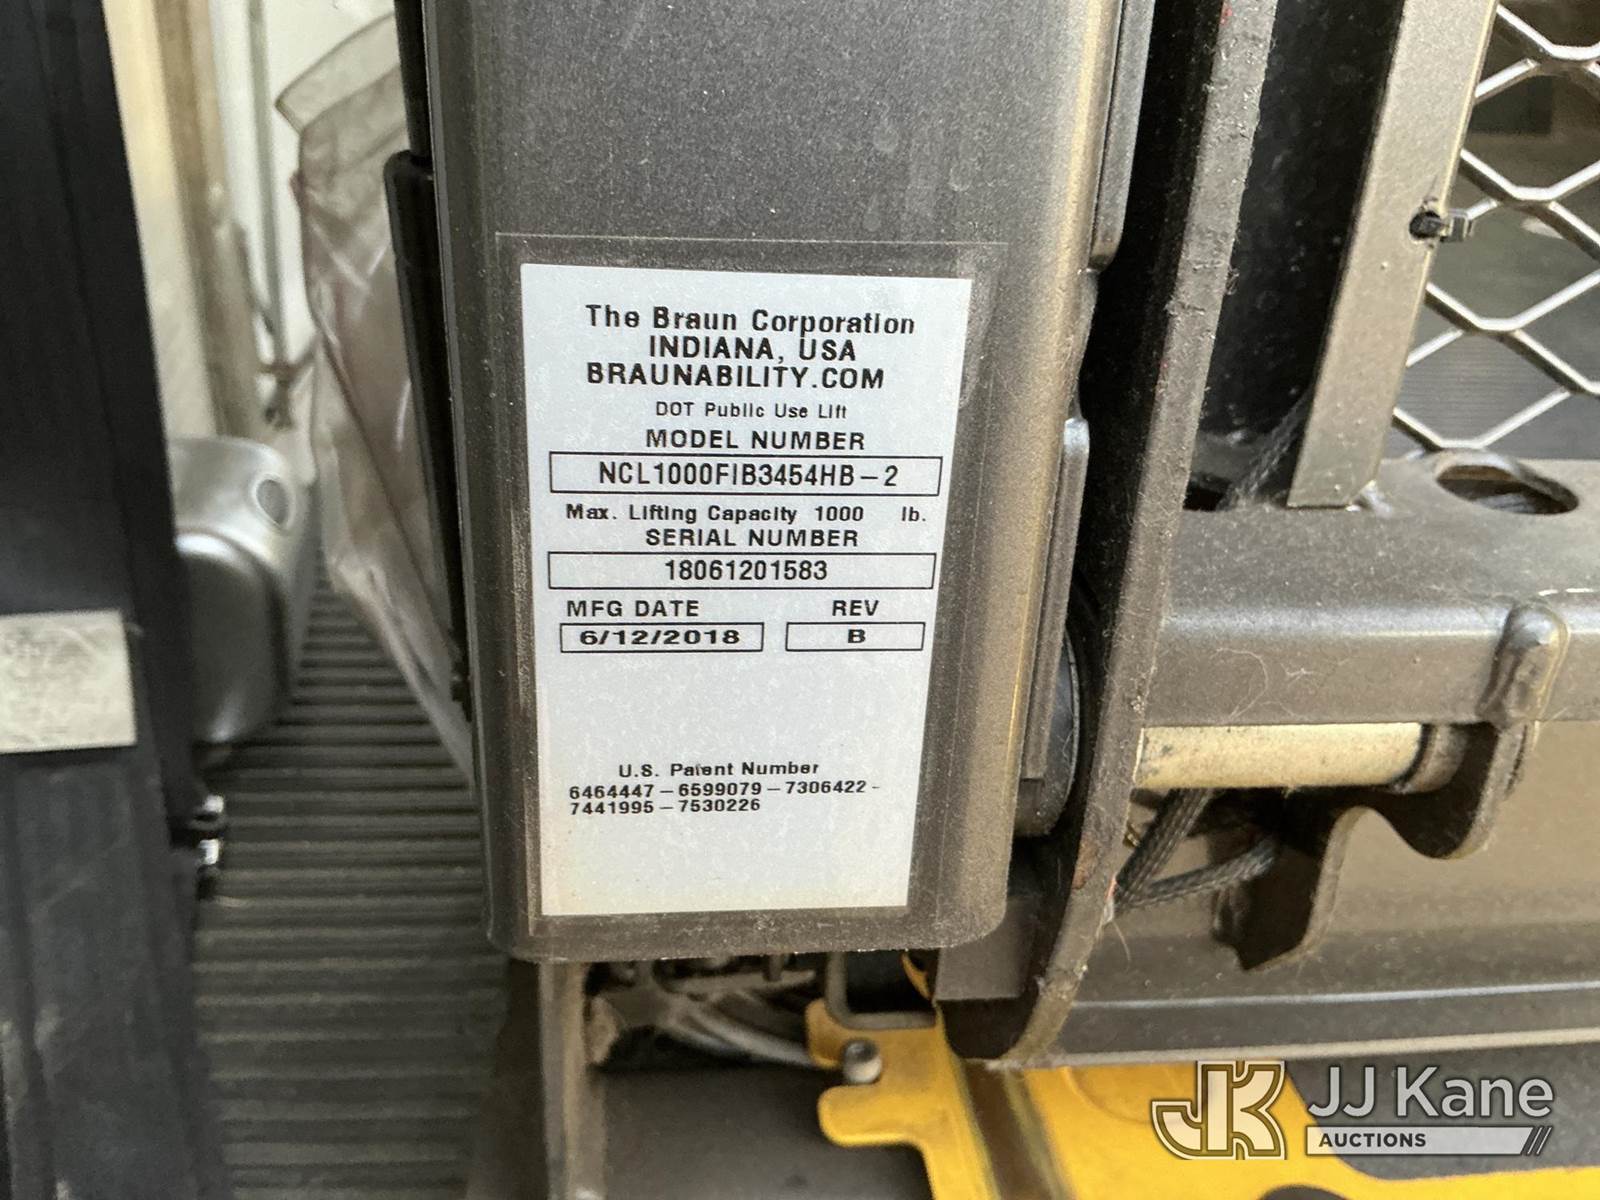 The Braun Corporation
INDIANA, USA
BRAUNABILITY.COM
DOT Public Use Lift
MODEL NUMBER
NCL1000FIB3454HB-2
Max. Lifting Capacity 1000 lb.
SERIAL NUMBER
18061201583
MFG DATE REV
6/12/2018 B
U.S. Patent Number
6464447-6599079-7306422-
7441995-7530226
JK JJ Kane
AUCTIONS